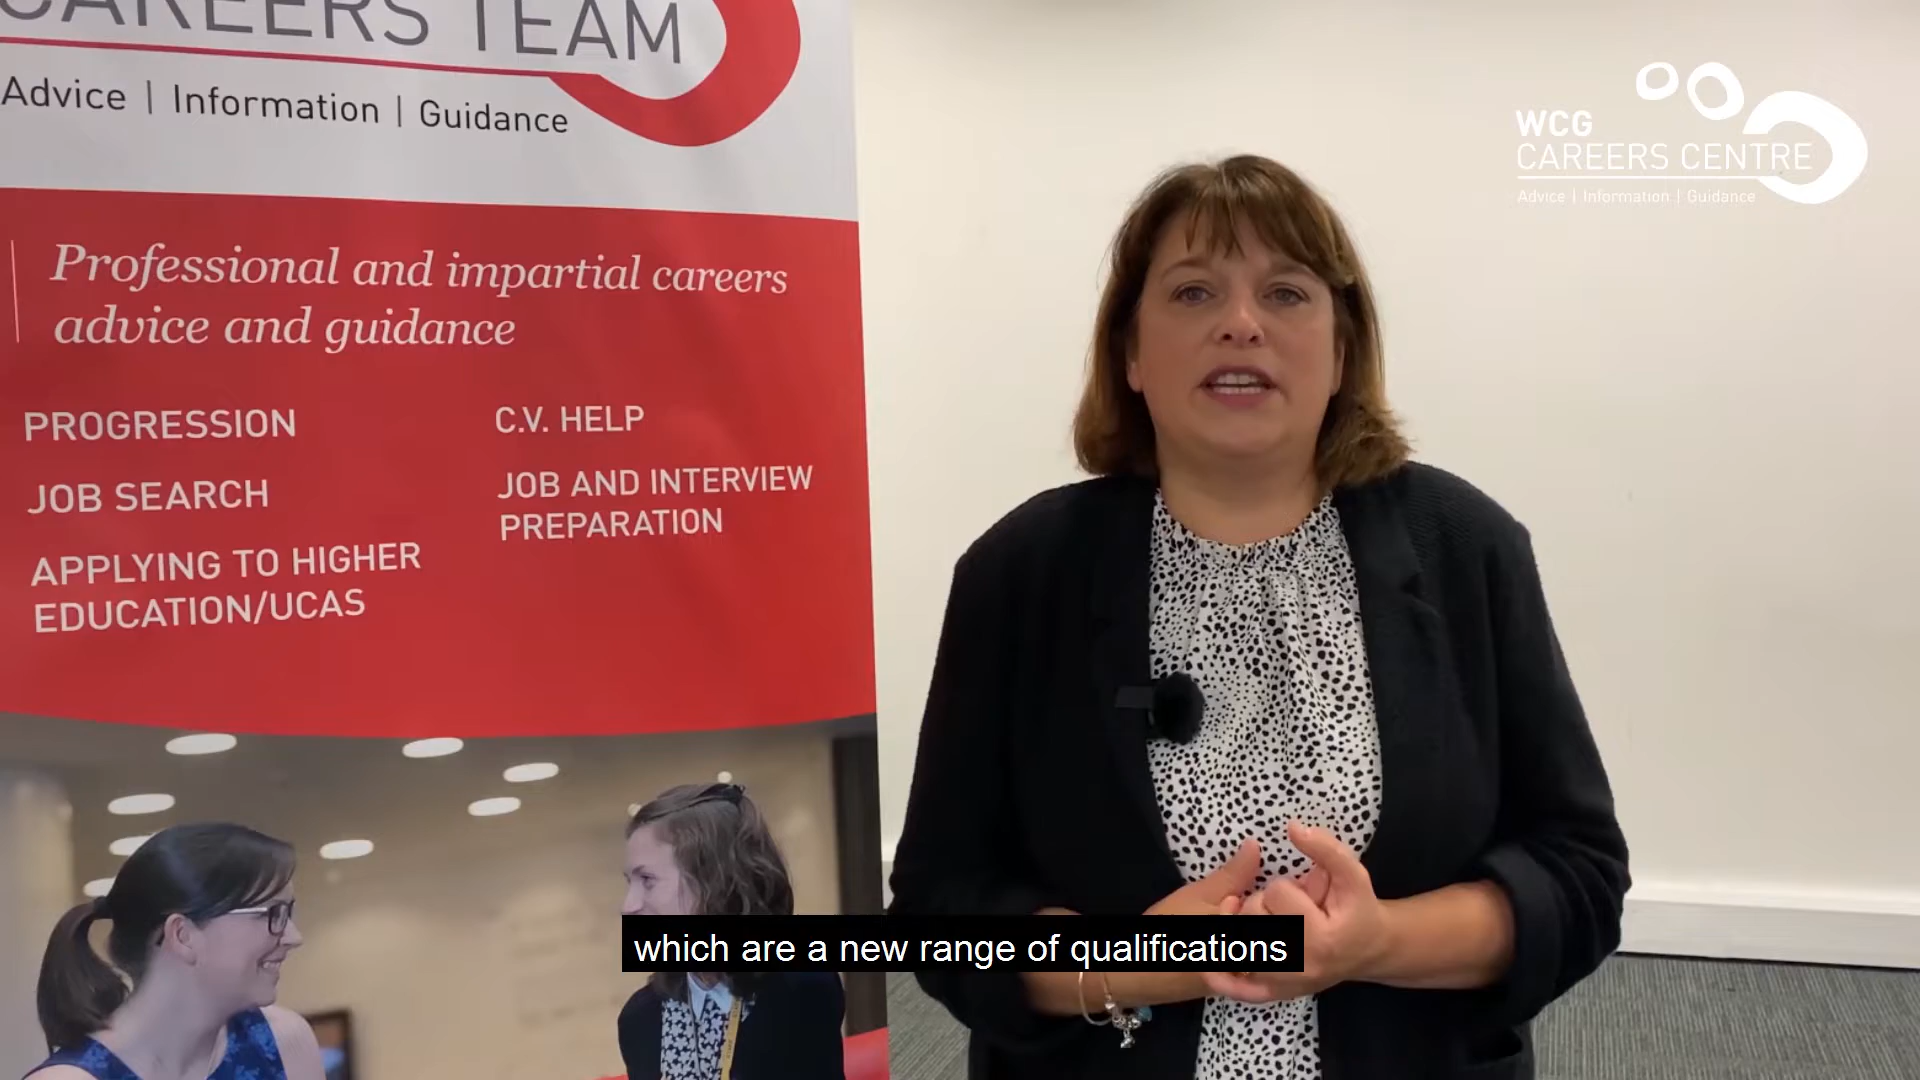 CAREERS TEAM
Advice | Information | Guidance
Professional and impartial careers
advice and guidance
PROGRESSION
JOB SEARCH
APPLYING TO HIGHER
EDUCATION/UCAS
C.V. HELP
JOB AND INTERVIEW
PREPARATION
WCG
CAREERS CENTRE
Advice | Information | Guidance
which are a new range of qualifications